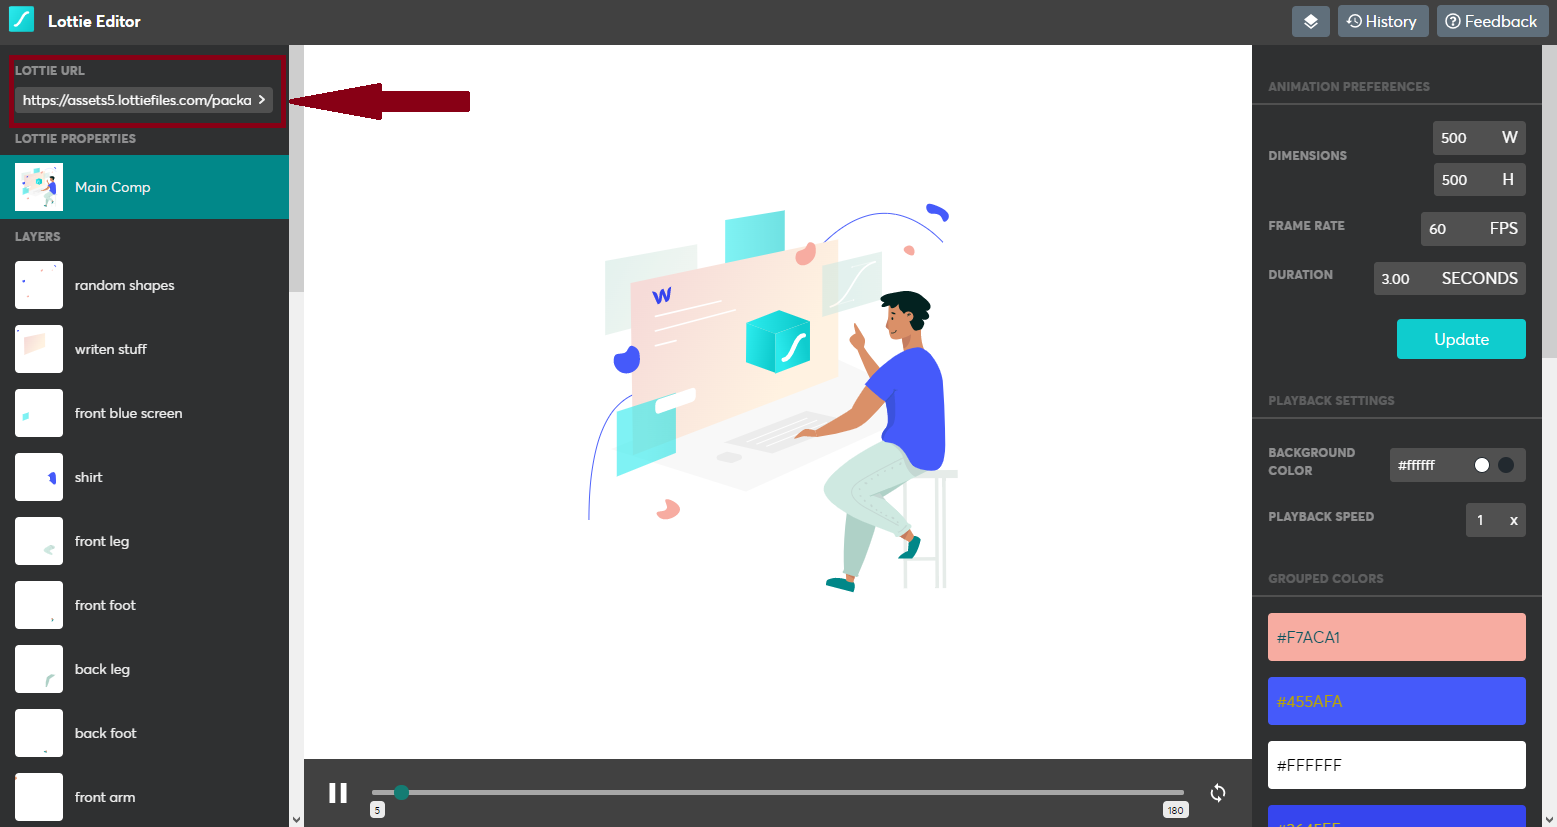 Lottie Editor
History
Feedback
LOTTIE URL
https://assets5.lottiefiles.com/packa
LOTTIE PROPERTIES
Main Comp
LAYERS
random shapes
writen stuff
front blue screen
shirt
front leg
front foot
back leg
back foot
front arm
W
5
180
ANIMATION PREFERENCES
DIMENSIONS
500 W
500 H
FRAME RATE
60 FPS
DURATION
3.00 SECONDS
Update
PLAYBACK SETTINGS
BACKGROUND
COLOR
#ffffff
PLAYBACK SPEED
1 x
GROUPED COLORS
#F7ACA1
#455AFA
#FFFFFF